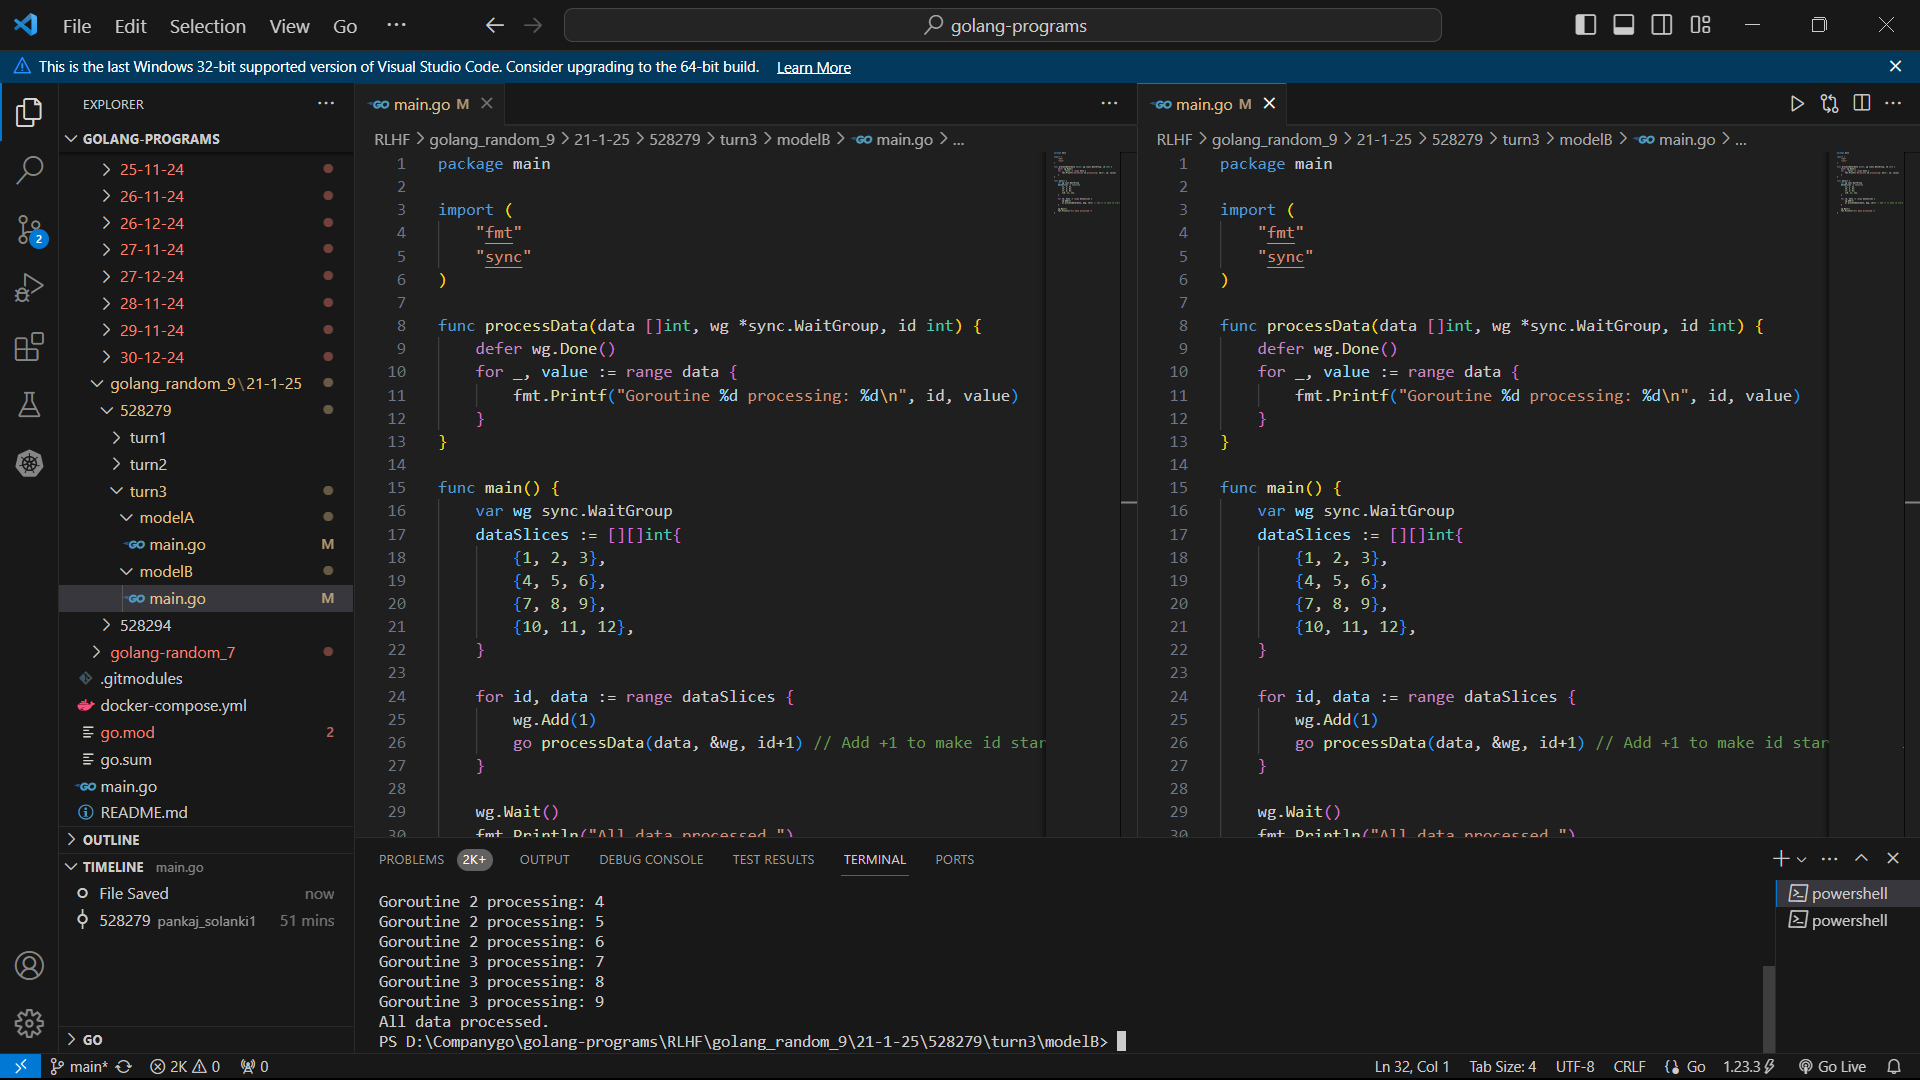 File Edit Selection View Go ··· golang-programs
This is the last Windows 32-bit supported version of Visual Studio Code. Consider upgrading to the 64-bit build. Learn More
EXPLORER
GOLANG-PROGRAMS
25-11-24
26-11-24
26-12-24
27-11-24
27-12-24
28-11-24
29-11-24
30-12-24
golang_random_9\21-1-25
528279
turn1
turn2
turn3
modelA
main.go M
modelB
main.go M
528294
golang-random_7
.gitmodules
docker-compose.yml
go.mod 2
go.sum
main.go
README.md
OUTLINE
TIMELINE main.go
File Saved now
528279 pankaj_solanki1 51 mins
GO
2
main.go M
RLHF > golang_random_9 > 21-1-25 > 528279 > turn3 > modelB > main.go > ...
1 package main
2
3 import (
4 "fmt"
5 "sync"
6 )
7
8 func processData(data []int, wg *sync.WaitGroup, id int) {
9 defer wg.Done()
10 for _, value := range data {
11 fmt.Printf("Goroutine %d processing: %d\n", id, value)
12 }
13 }
14
15 func main() {
16 var wg sync.WaitGroup
17 dataSlices := [][]int{
18 {1, 2, 3},
19 {4, 5, 6},
20 {7, 8, 9},
21 {10, 11, 12},
22 }
23
24 for id, data := range dataSlices {
25 wg.Add(1)
26 go processData(data, &wg, id+1) // Add +1 to make id star
27 }
28
29 wg.Wait()
30 fmt.Println("All data processed.")
main.go M
RLHF > golang_random_9 > 21-1-25 > 528279 > turn3 > modelB > main.go > ...
1 package main
2
3 import (
4 "fmt"
5 "sync"
6 )
7
8 func processData(data []int, wg *sync.WaitGroup, id int) {
9 defer wg.Done()
10 for _, value := range data {
11 fmt.Printf("Goroutine %d processing: %d\n", id, value)
12 }
13 }
14
15 func main() {
16 var wg sync.WaitGroup
17 dataSlices := [][]int{
18 {1, 2, 3},
19 {4, 5, 6},
20 {7, 8, 9},
21 {10, 11, 12},
22 }
23
24 for id, data := range dataSlices {
25 wg.Add(1)
26 go processData(data, &wg, id+1) // Add +1 to make id star
27 }
28
29 wg.Wait()
30 fmt.Println("All data processed.")
PROBLEMS 2K+ OUTPUT DEBUG CONSOLE TEST RESULTS TERMINAL PORTS
Goroutine 2 processing: 4
Goroutine 2 processing: 5
Goroutine 2 processing: 6
Goroutine 3 processing: 7
Goroutine 3 processing: 8
Goroutine 3 processing: 9
All data processed.
PS D:\Companygo\golang-programs\RLHF\golang_random_9\21-1-25\528279\turn3\modelB>
powershell
powershell
main* 2K 0 0 Ln 32, Col 1 Tab Size: 4 UTF-8 CRLF Go 1.23.3 Go Live